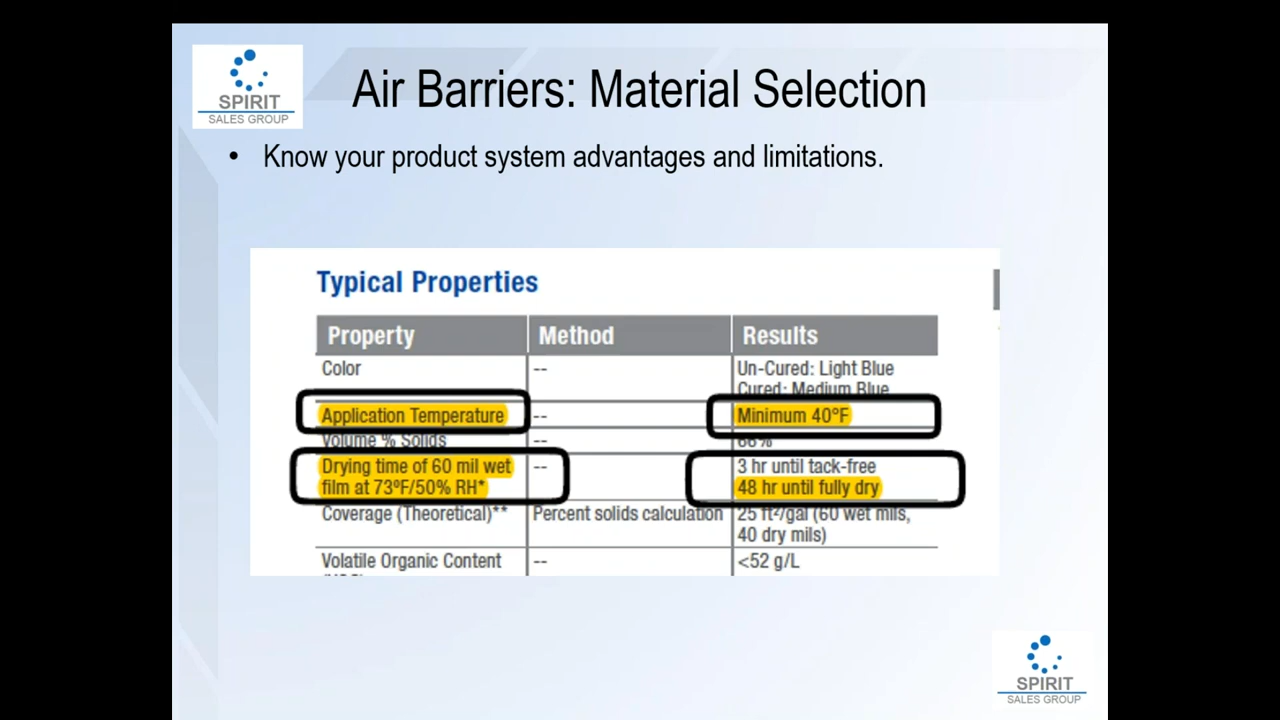 SPIRIT
SALES GROUP
Air Barriers: Material Selection
• Know your product system advantages and limitations.
Typical Properties
Property Method Results
Color -- Un-Cured: Light Blue
Cured: Medium Blue
Application Temperature -- Minimum 40°F
Volume % Solids -- 66%
Drying time of 60 mil wet -- 3 hr until tack-free
film at 73°F/50% RH* 48 hr until fully dry
Coverage (Theoretical)** Percent solids calculation 25 ft²/gal (60 wet mils,
40 dry mils)
Volatile Organic Content -- <52 g/L
SPIRIT
SALES GROUP